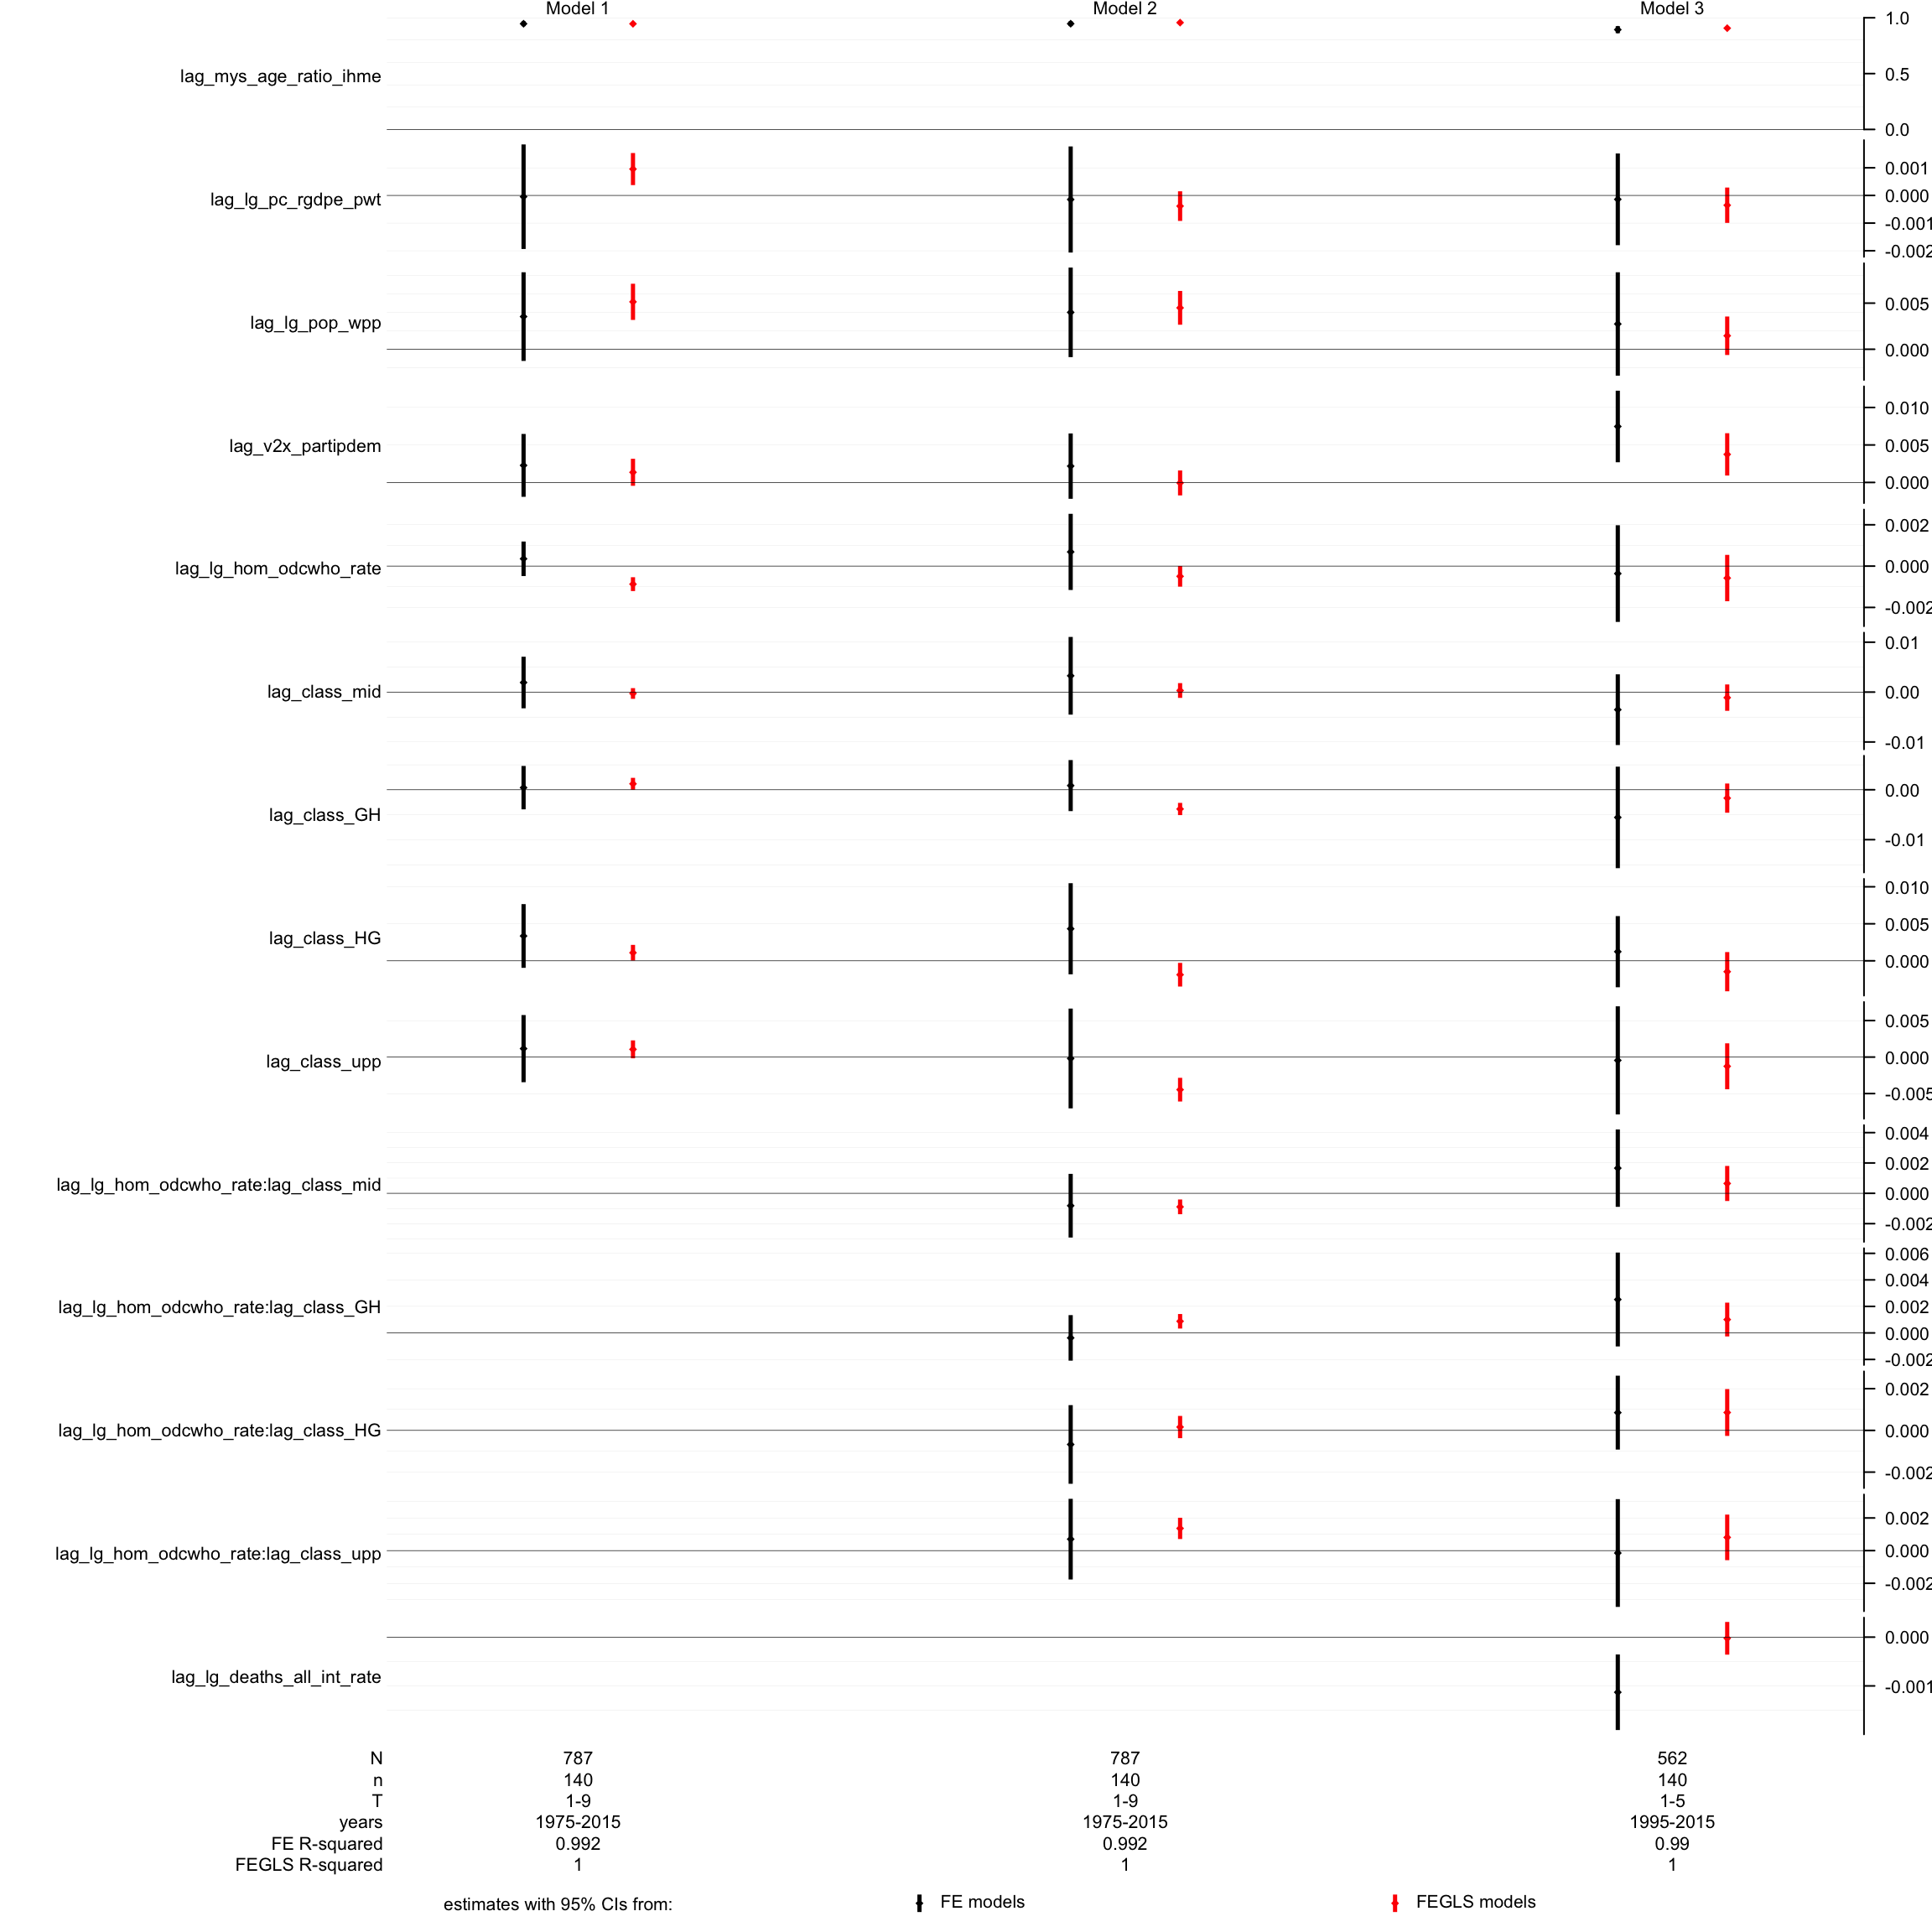 Model 1 Model 2 Model 3
lag_mys_age_ratio_ihme
1.0
0.5
0.0
lag_lg_pc_rgdpe_pwt
0.001
0.000
-0.001
-0.002
lag_lg_pop_wpp
0.005
0.000
lag_v2x_partipdem
0.010
0.005
0.000
lag_lg_hom_odcwho_rate
0.002
0.000
-0.002
lag_class_mid
0.01
0.00
-0.01
lag_class_GH
0.00
-0.01
lag_class_HG
0.010
0.005
0.000
lag_class_upp
0.005
0.000
-0.005
lag_lg_hom_odcwho_rate:lag_class_mid
0.004
0.002
0.000
-0.002
lag_lg_hom_odcwho_rate:lag_class_GH
0.006
0.004
0.002
0.000
-0.002
lag_lg_hom_odcwho_rate:lag_class_HG
0.002
0.000
-0.002
lag_lg_hom_odcwho_rate:lag_class_upp
0.002
0.000
-0.002
lag_lg_deaths_all_int_rate
0.000
-0.001
N 787 787 562
n 140 140 140
T 1-9 1-9 1-5
years 1975-2015 1975-2015 1995-2015
FE R-squared 0.992 0.992 0.99
FEGLS R-squared 1 1 1
estimates with 95% CIs from: FE models FEGLS models